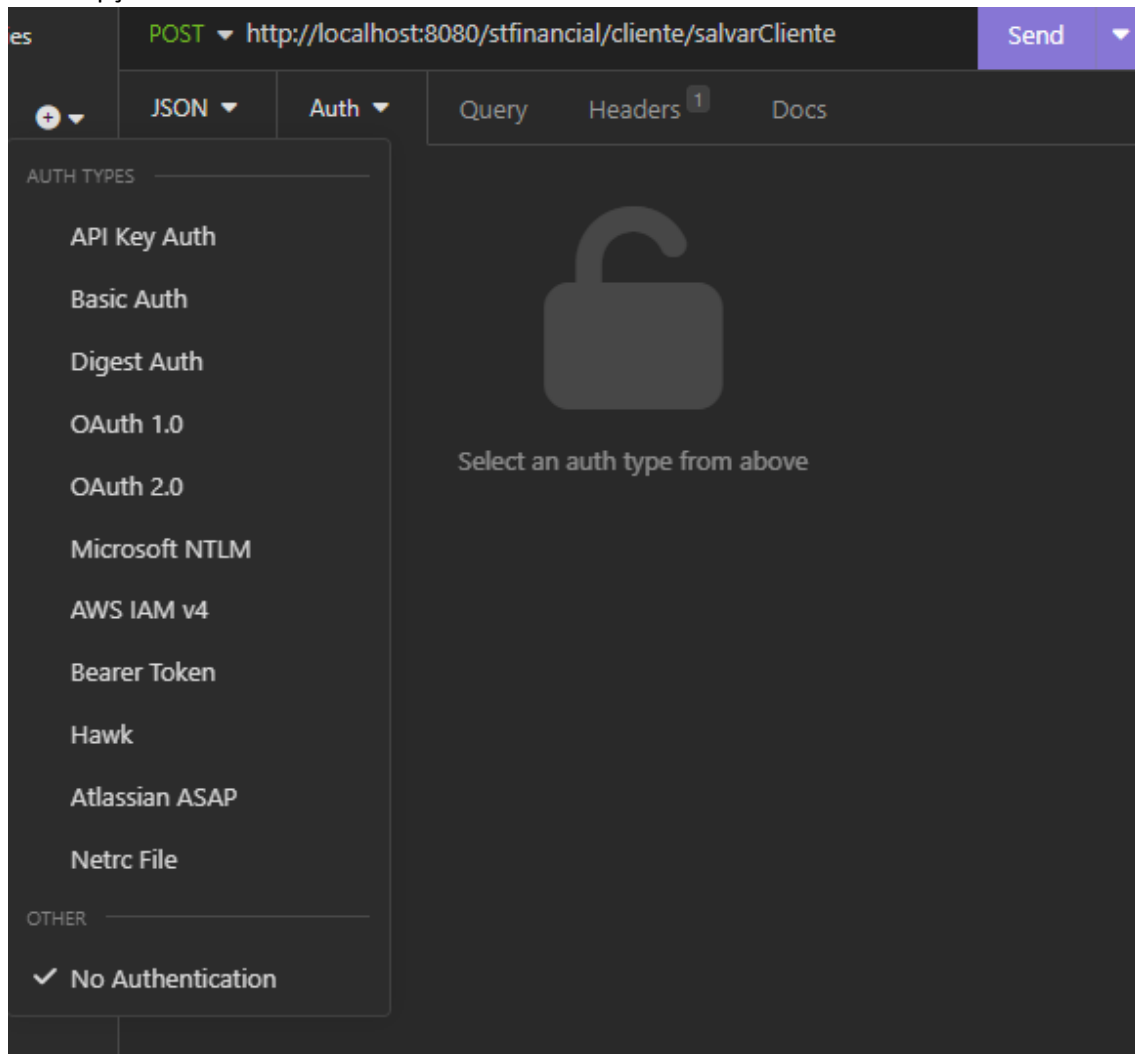 es
POST http://localhost:8080/stfinancial/cliente/salvarCliente Send
JSON Auth Query Headers 1 Docs
AUTH TYPES
API Key Auth
Basic Auth
Digest Auth
OAuth 1.0
OAuth 2.0
Microsoft NTLM
AWS IAM v4
Bearer Token
Hawk
Atlassian ASAP
Netrc File
OTHER
No Authentication
Select an auth type from above